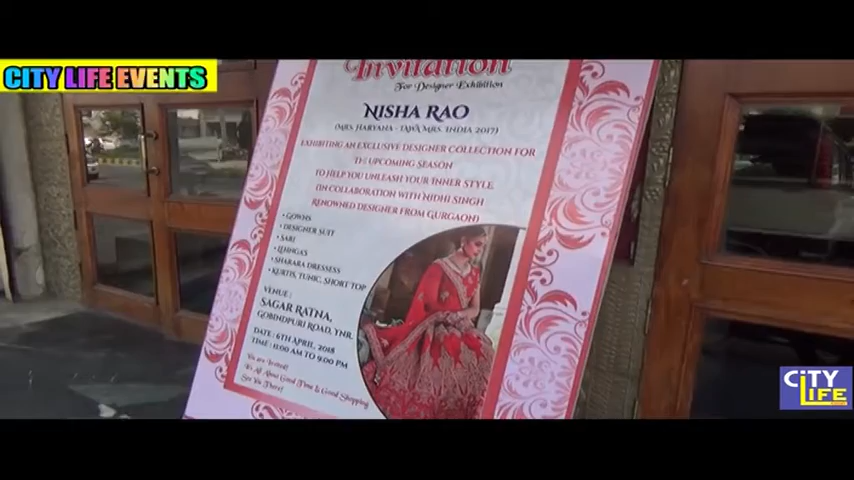 CITY LIFE EVENTS
Invitation
For Designer Exhibition
NISHA RAO
(MRS. HARYANA - IAWA MRS. INDIA 2017)
EXHIBITING AN EXCLUSIVE DESIGNER COLLECTION FOR
THE UPCOMING SEASON
TO HELP YOU UNLEASH YOUR INNER STYLE.
(IN COLLABORATION WITH NIDHI SINGH
RENOWNED DESIGNER FROM GURGAON)
• GOWNS
• DESIGNER SUIT
• SARI
• LEHNGA'S
• SHARARA DRESSESS
• KURTIS, TUNIC, SHORT TOP
VENUE :
SAGAR RATNA,
GOBINDPURI ROAD, YNR.
DATE : 6TH APRIL, 2018
TIME : 11:00 AM TO 9:00 PM
You are Invited!
It's All About Good Time & Good Shopping
See You There!
CITY
LIFE